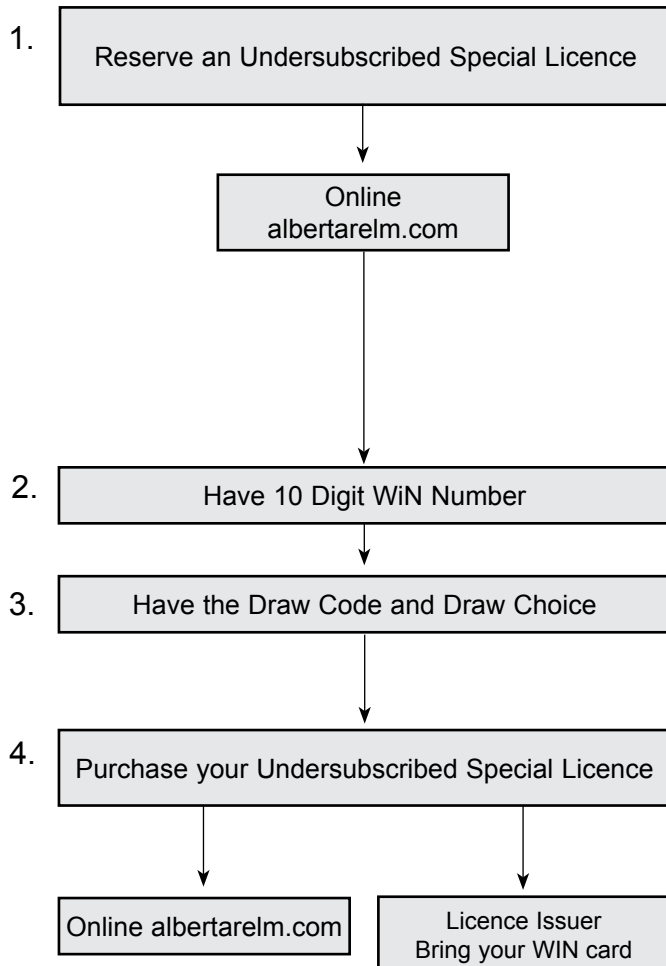 1. Reserve an Undersubscribed Special Licence
Online
albertarelm.com
2. Have 10 Digit WiN Number
3. Have the Draw Code and Draw Choice
4. Purchase your Undersubscribed Special Licence
Online albertarelm.com
Licence Issuer
Bring your WIN card